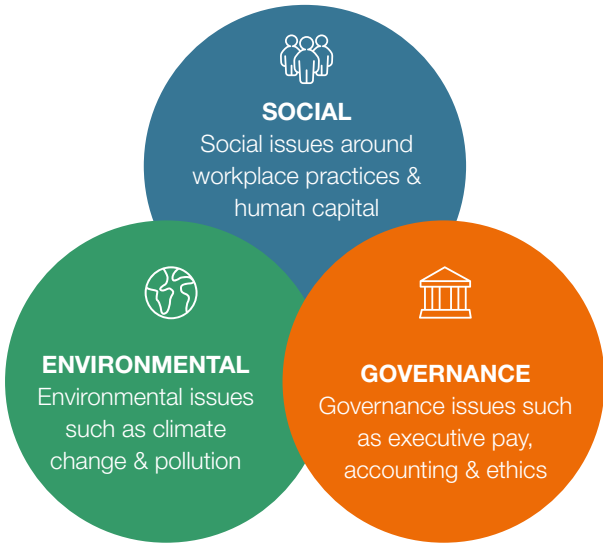 SOCIAL
Social issues around
workplace practices &
human capital
ENVIRONMENTAL
Environmental issues
such as climate
change & pollution
GOVERNANCE
Governance issues such
as executive pay,
accounting & ethics